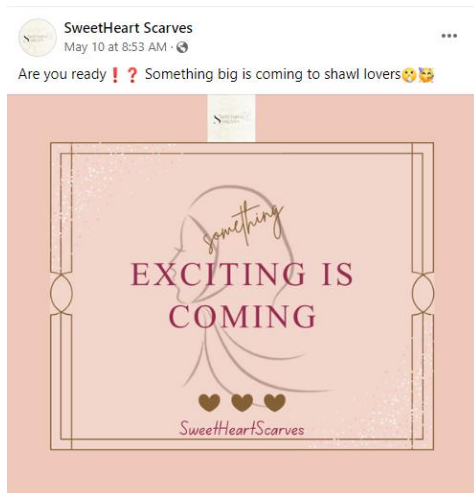 SweetHeart Scarves
May 10 at 8:53 AM ·
Are you ready❗❓ Something big is coming to shawl lovers🤭🥰
something
EXCITING IS
COMING
SweetHeartScarves